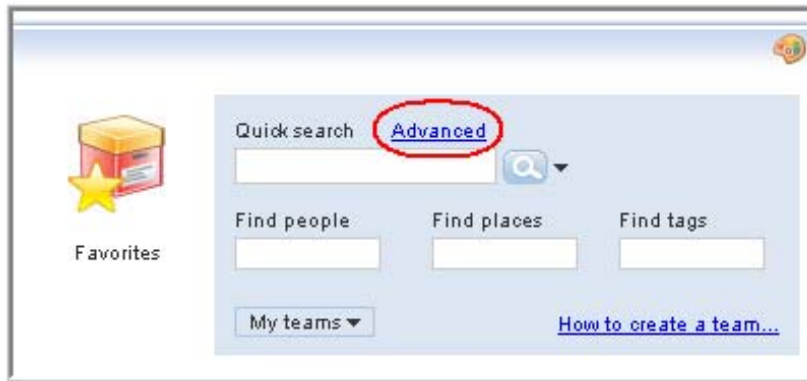 Quick search Advanced
Find people Find places Find tags
Favorites
My teams How to create a team...